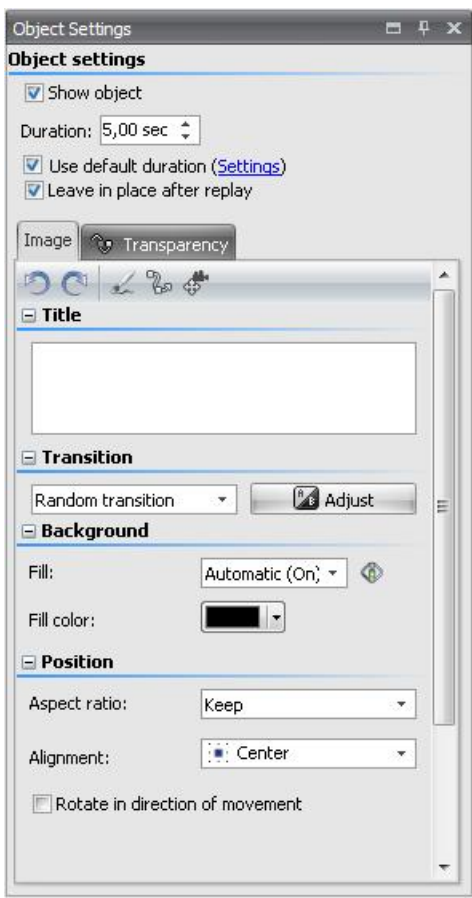 Object Settings
Object settings
Show object
Duration: 5,00 sec
Use default duration (Settings)
Leave in place after replay
Image Transparency
Title
Transition
Random transition Adjust
Background
Fill: Automatic (On)
Fill color:
Position
Aspect ratio: Keep
Alignment: Center
Rotate in direction of movement